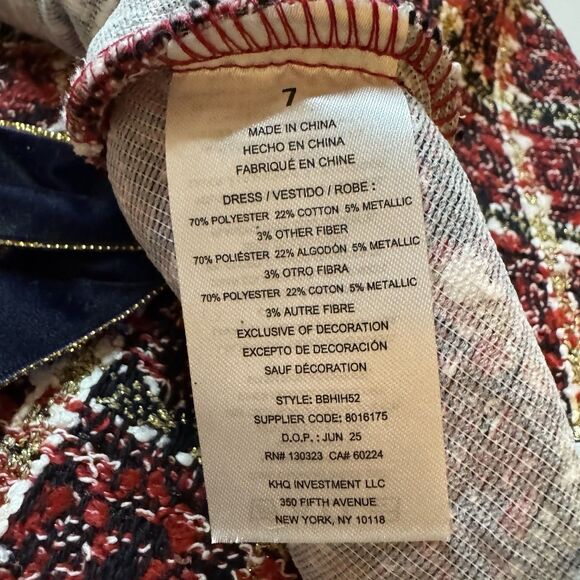 7
MADE IN CHINA
HECHO EN CHINA
FABRIQUÉ EN CHINE
DRESS / VESTIDO / ROBE :
70% POLYESTER 22% COTTON 5% METALLIC
3% OTHER FIBER
70% POLIÉSTER 22% ALGODÓN 5% METALLIC
3% OTRO FIBRA
70% POLYESTER 22% COTON 5% METALLIC
3% AUTRE FIBRE
EXCLUSIVE OF DECORATION
EXCEPTO DE DECORACIÓN
SAUF DÉCORATION
STYLE: BBHIH52
SUPPLIER CODE: 8016175
D.O.P. : JUN 25
RN# 130323 CA# 60224
KHQ INVESTMENT LLC
350 FIFTH AVENUE
NEW YORK, NY 10118